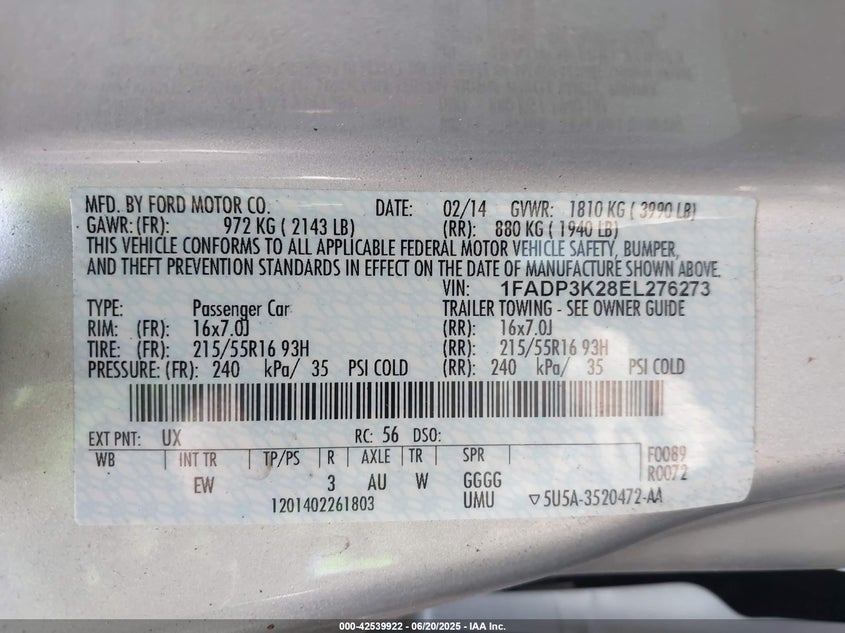 MFD. BY FORD MOTOR CO. DATE: 02/14 GVWR: 1810 KG ( 3990 LB)
GAWR: (FR): 972 KG ( 2143 LB) (RR): 880 KG ( 1940 LB)
THIS VEHICLE CONFORMS TO ALL APPLICABLE FEDERAL MOTOR VEHICLE SAFETY, BUMPER,
AND THEFT PREVENTION STANDARDS IN EFFECT ON THE DATE OF MANUFACTURE SHOWN ABOVE.
VIN: 1FADP3K28EL276273
TYPE: Passenger Car TRAILER TOWING - SEE OWNER GUIDE
RIM: (FR): 16x7.0J (RR): 16x7.0J
TIRE: (FR): 215/55R16 93H (RR): 215/55R16 93H
PRESSURE: (FR): 240 kPa/ 35 PSI COLD (RR): 240 kPa/ 35 PSI COLD
EXT PNT: UX RC: 56 DSO:
WB INT TR TP/PS R AXLE TR SPR F0089
EW 3 AU W GGGG R0072
1201402261803 UMU ▽5U5A-3520472-AA
000-42539922 - 06/20/2025 - IAA Inc.